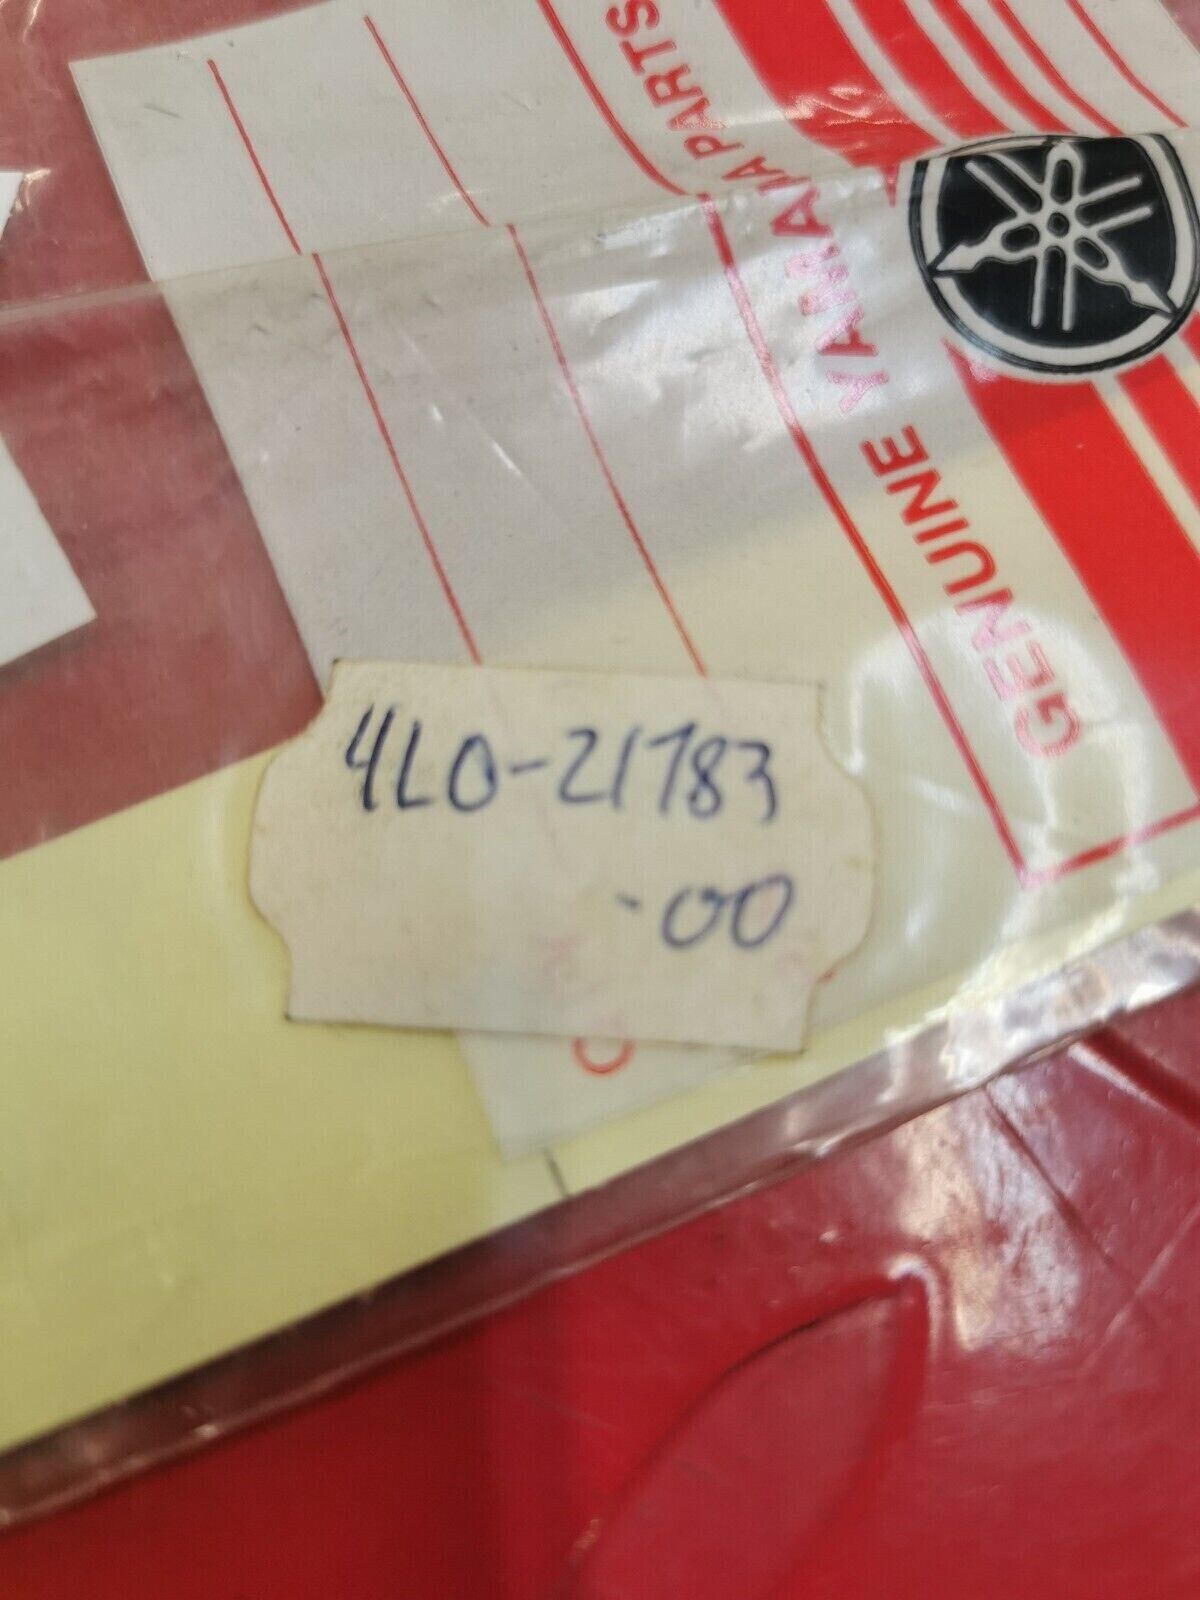 GENUINE YAMAHA PARTS
4L0-21783
-00